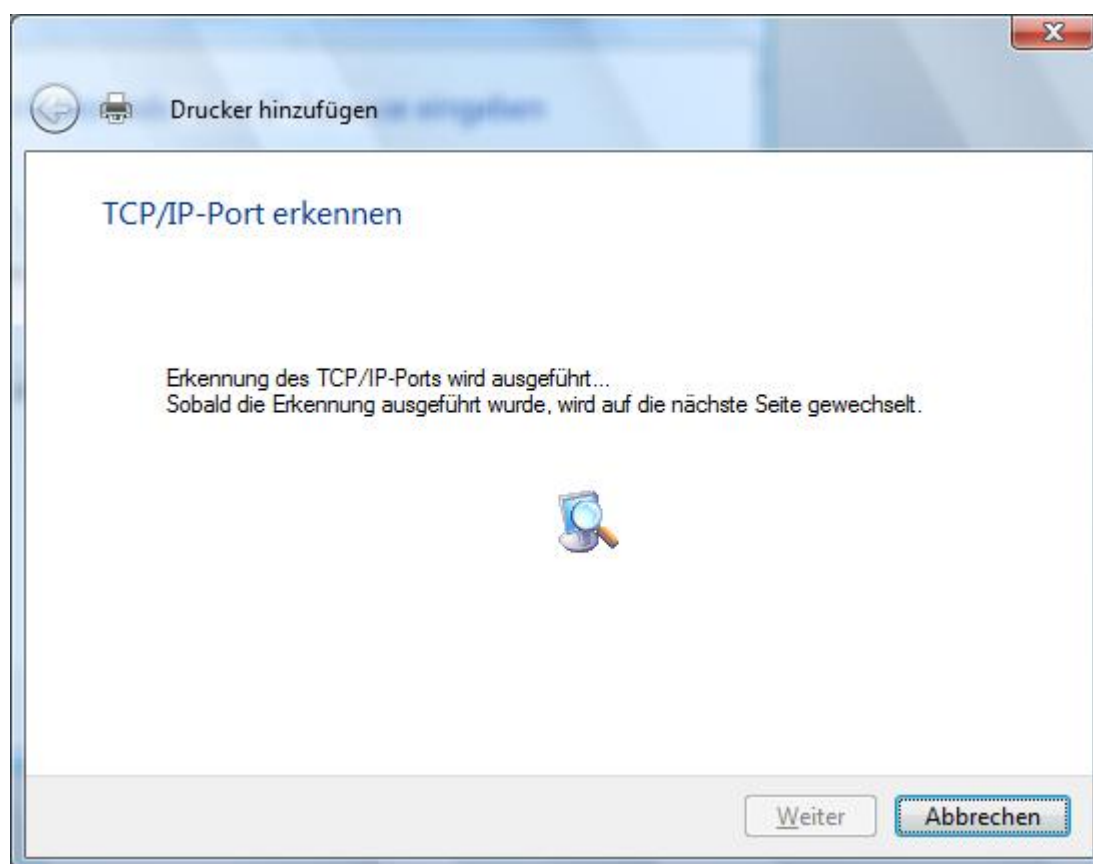 Drucker hinzufügen
TCP/IP-Port erkennen
Erkennung des TCP/IP-Ports wird ausgeführt...
Sobald die Erkennung ausgeführt wurde, wird auf die nächste Seite gewechselt.
Weiter
Abbrechen